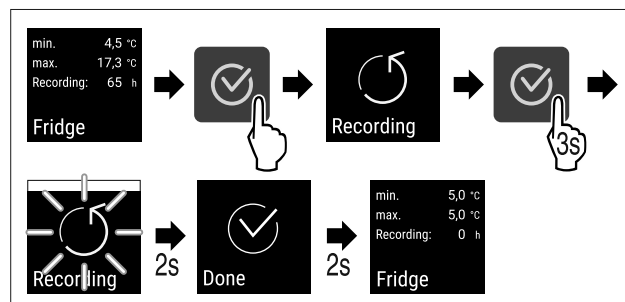 min. 4,5 °C
max. 17,3 °C
Recording: 65 h
Fridge
Recording
3s
Recording
2s
Done
2s
min. 5,0 °C
max. 5,0 °C
Recording: 0 h
Fridge